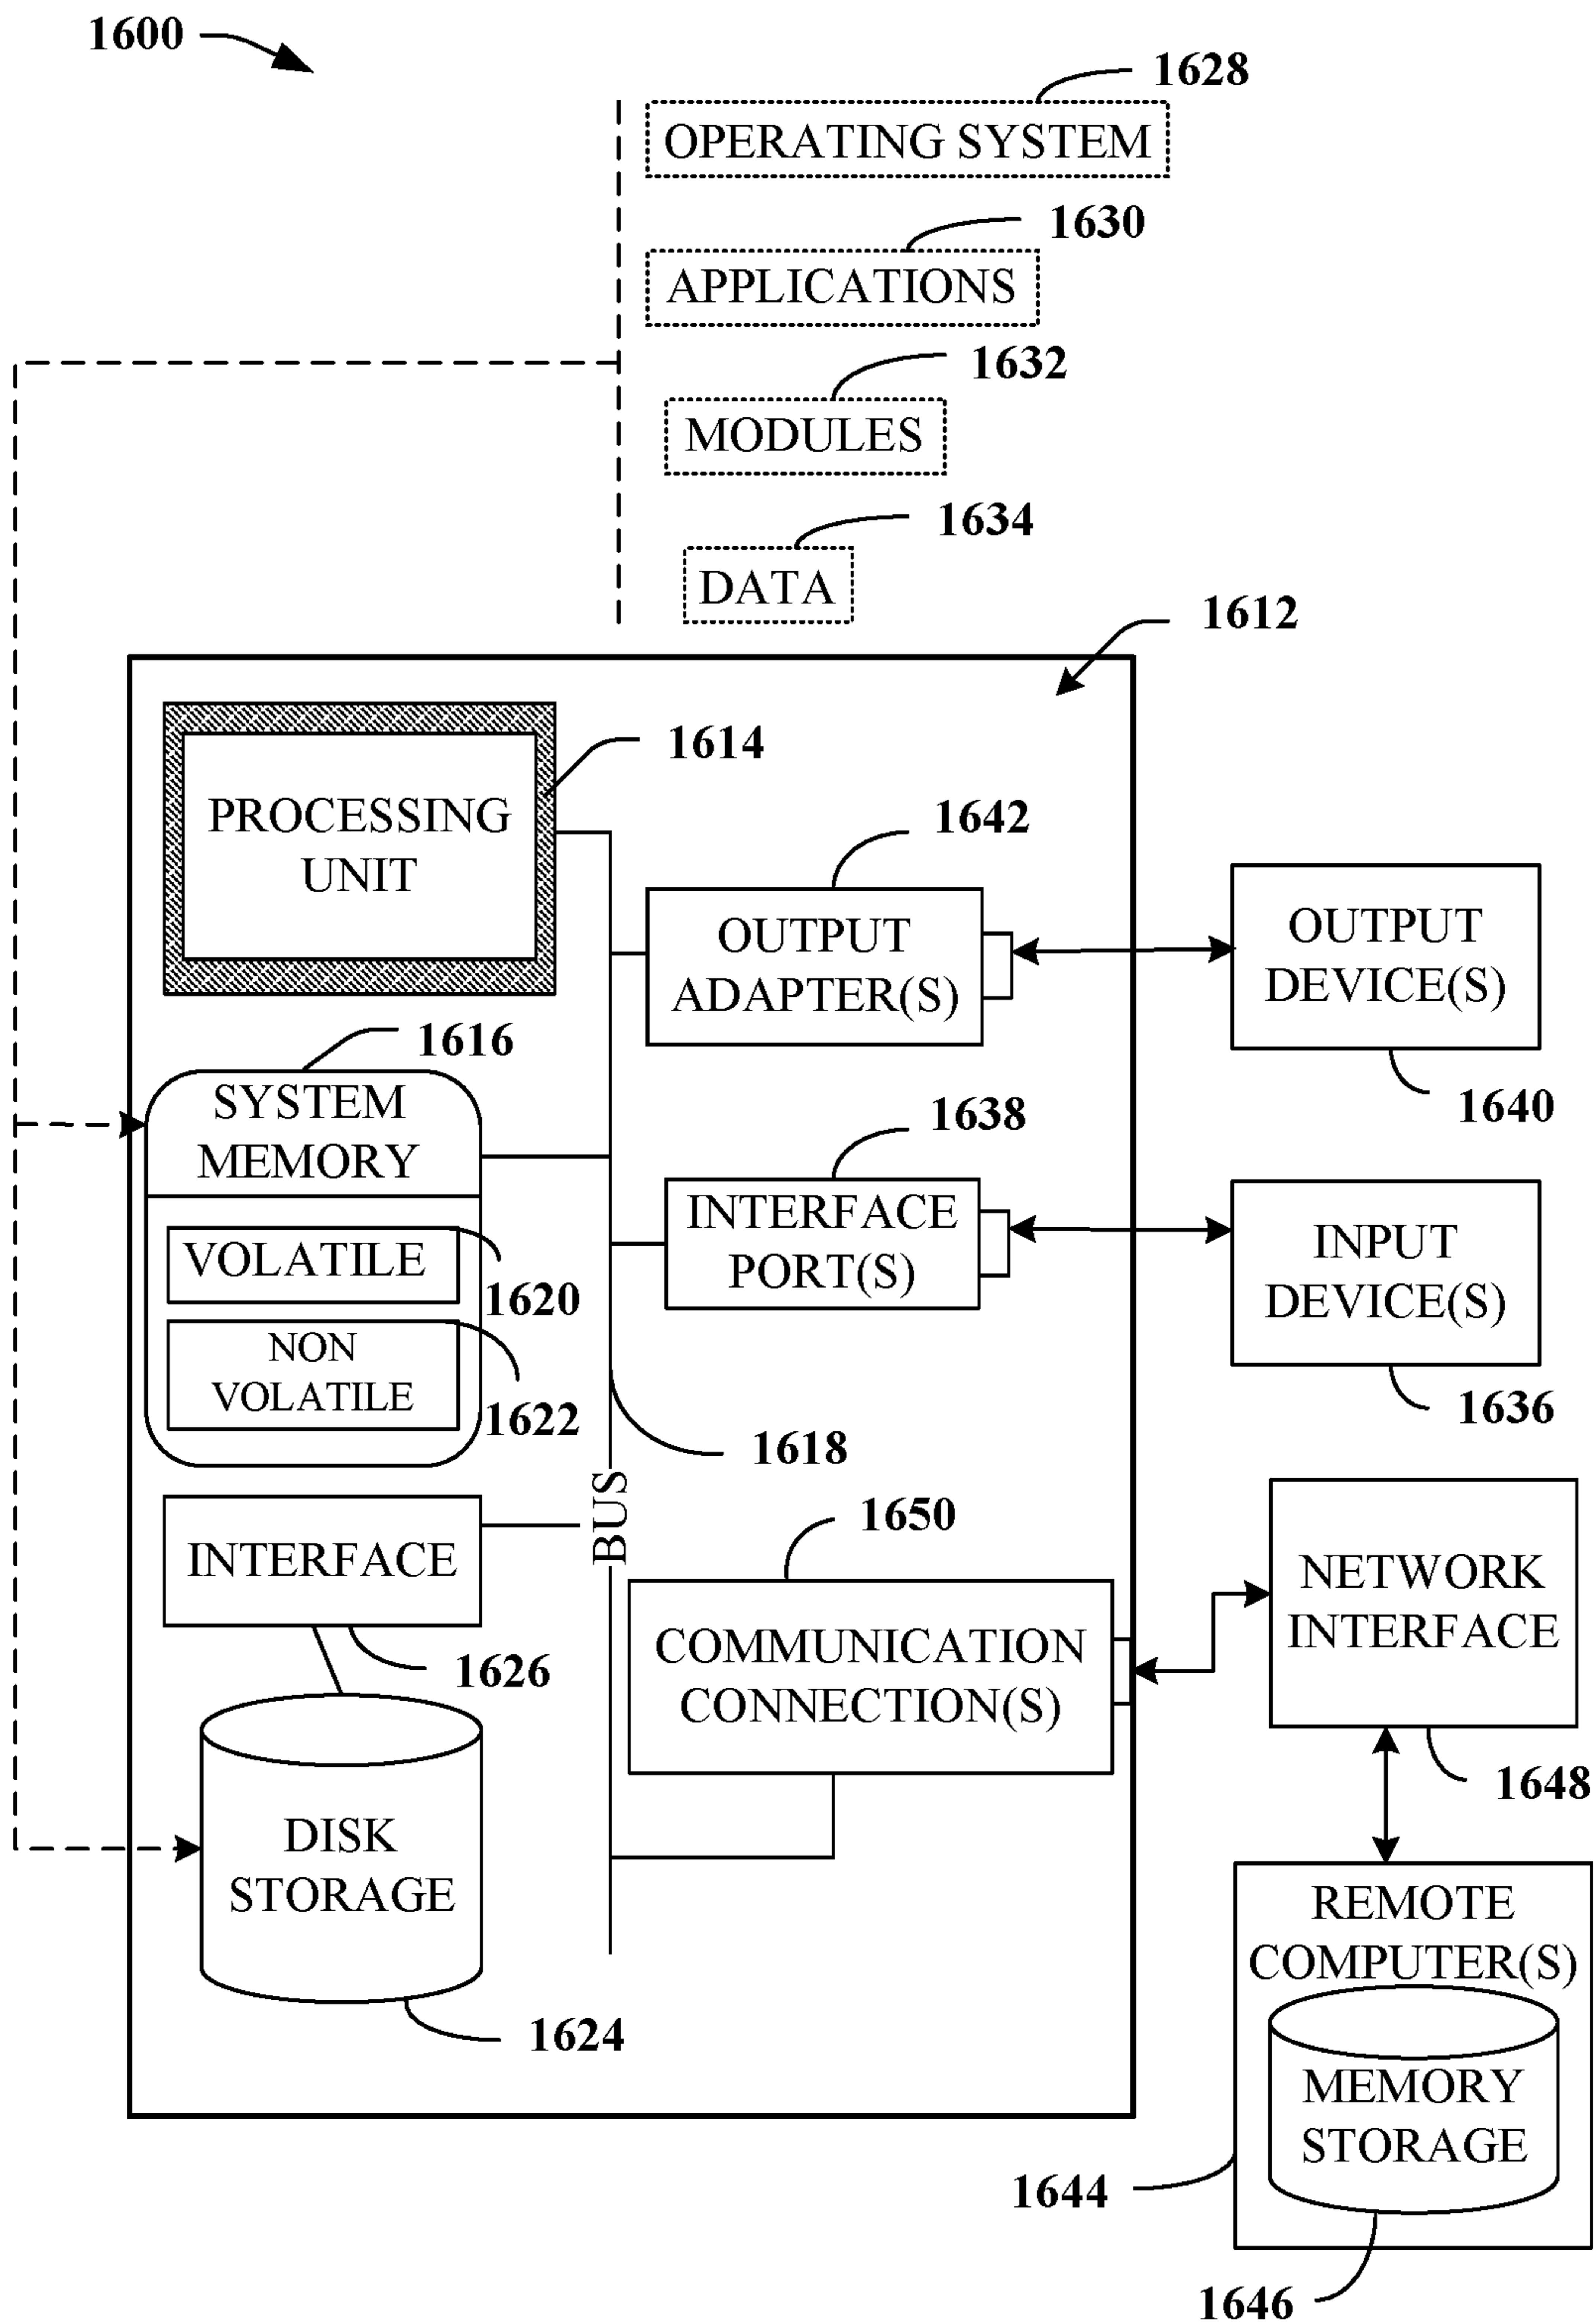 1600
1628
OPERATING SYSTEM
1630
APPLICATIONS
1632
MODULES
1634
DATA
1612
1614
PROCESSING
UNIT
1642
OUTPUT
ADAPTER(S)
OUTPUT
DEVICE(S)
1640
1616
SYSTEM
MEMORY
VOLATILE
1620
NON
VOLATILE
1622
1638
INTERFACE
PORT(S)
INPUT
DEVICE(S)
1636
1618
BUS
INTERFACE
1626
1650
COMMUNICATION
CONNECTION(S)
NETWORK
INTERFACE
1648
DISK
STORAGE
1624
REMOTE
COMPUTER(S)
MEMORY
STORAGE
1644
1646